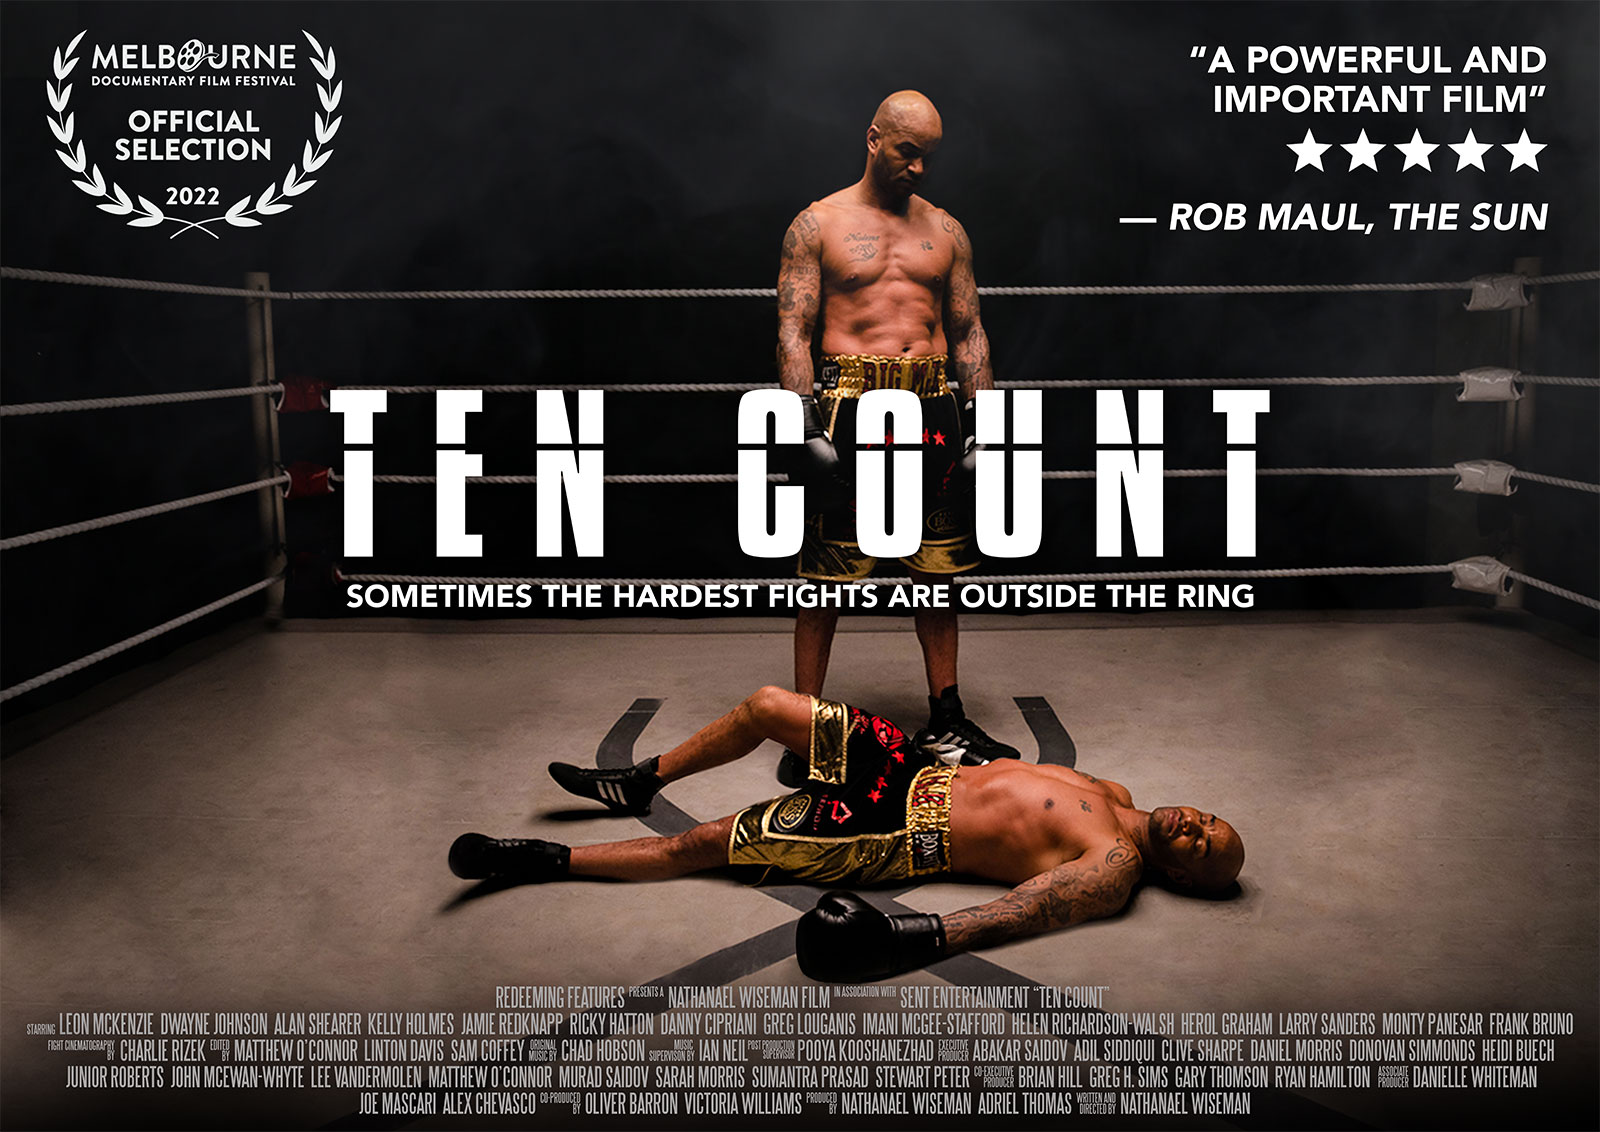 MELBOURNE
DOCUMENTARY FILM FESTIVAL
OFFICIAL
SELECTION
2022
“A POWERFUL AND
IMPORTANT FILM”
— ROB MAUL, THE SUN
BIG
TEN COUNT
SOMETIMES THE HARDEST FIGHTS ARE OUTSIDE THE RING
REDEEMING FEATURES PRESENTS A NATHANAEL WISEMAN FILM IN ASSOCIATION WITH SENT ENTERTAINMENT “TEN COUNT”
STARRING LEON MCKENZIE DWAYNE JOHNSON ALAN SHEARER KELLY HOLMES JAMIE REDKNAPP RICKY HATTON DANNY CIPRIANI GREG LOUGANIS IMANI MCGEE-STAFFORD HELEN RICHARDSON-WALSH HEROL GRAHAM LARRY SANDERS MONTY PANESAR FRANK BRUNO
FIGHT CINEMATOGRAPHY BY CHARLIE RIZEK EDITED BY MATTHEW O’CONNOR LINTON DAVIS SAM COFFEY ORIGINAL MUSIC BY CHAD HOBSON MUSIC SUPERVISION BY IAN NEIL POST PRODUCTION SUPERVISOR POOYA KOOSHANEZHAD EXECUTIVE PRODUCER ABAKAR SAIDOV ADIL SIDDIQUI CLIVE SHARPE DANIEL MORRIS DONOVAN SIMMONDS HEIDI BUECH
JUNIOR ROBERTS JOHN MCEWAN-WHYTE LEE VANDERMOLEN MATTHEW O’CONNOR MURAD SAIDOV SARAH MORRIS SUMANTRA PRASAD STEWART PETER CO-EXECUTIVE PRODUCER BRIAN HILL GREG H. SIMS GARY THOMSON RYAN HAMILTON ASSOCIATE PRODUCER DANIELLE WHITEMAN
JOE MASCARI ALEX CHEVASCO CO-PRODUCED BY OLIVER BARRON VICTORIA WILLIAMS PRODUCED BY NATHANAEL WISEMAN ADRIEL THOMAS WRITTEN AND DIRECTED BY NATHANAEL WISEMAN